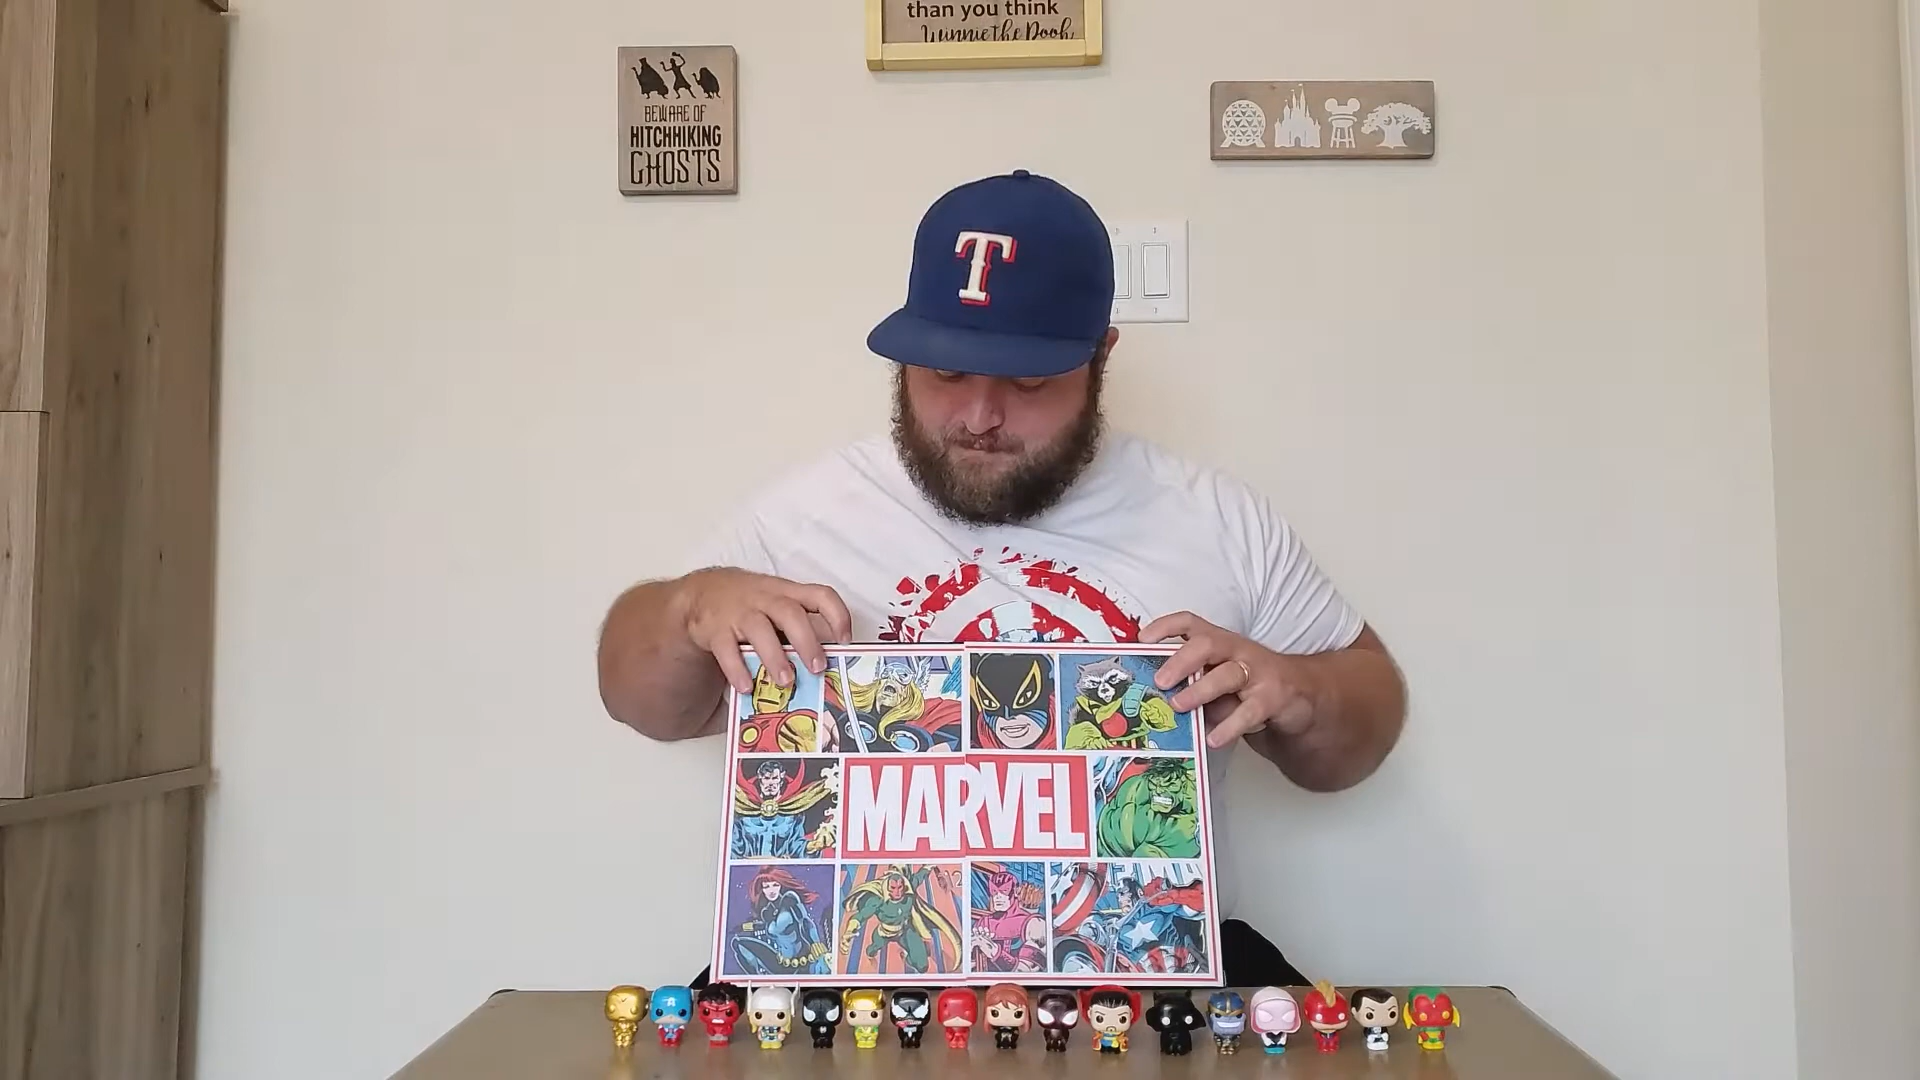 than you think
Winnie the Pooh
BEWARE OF
HITCHHIKING
GHOSTS
T
MARVEL